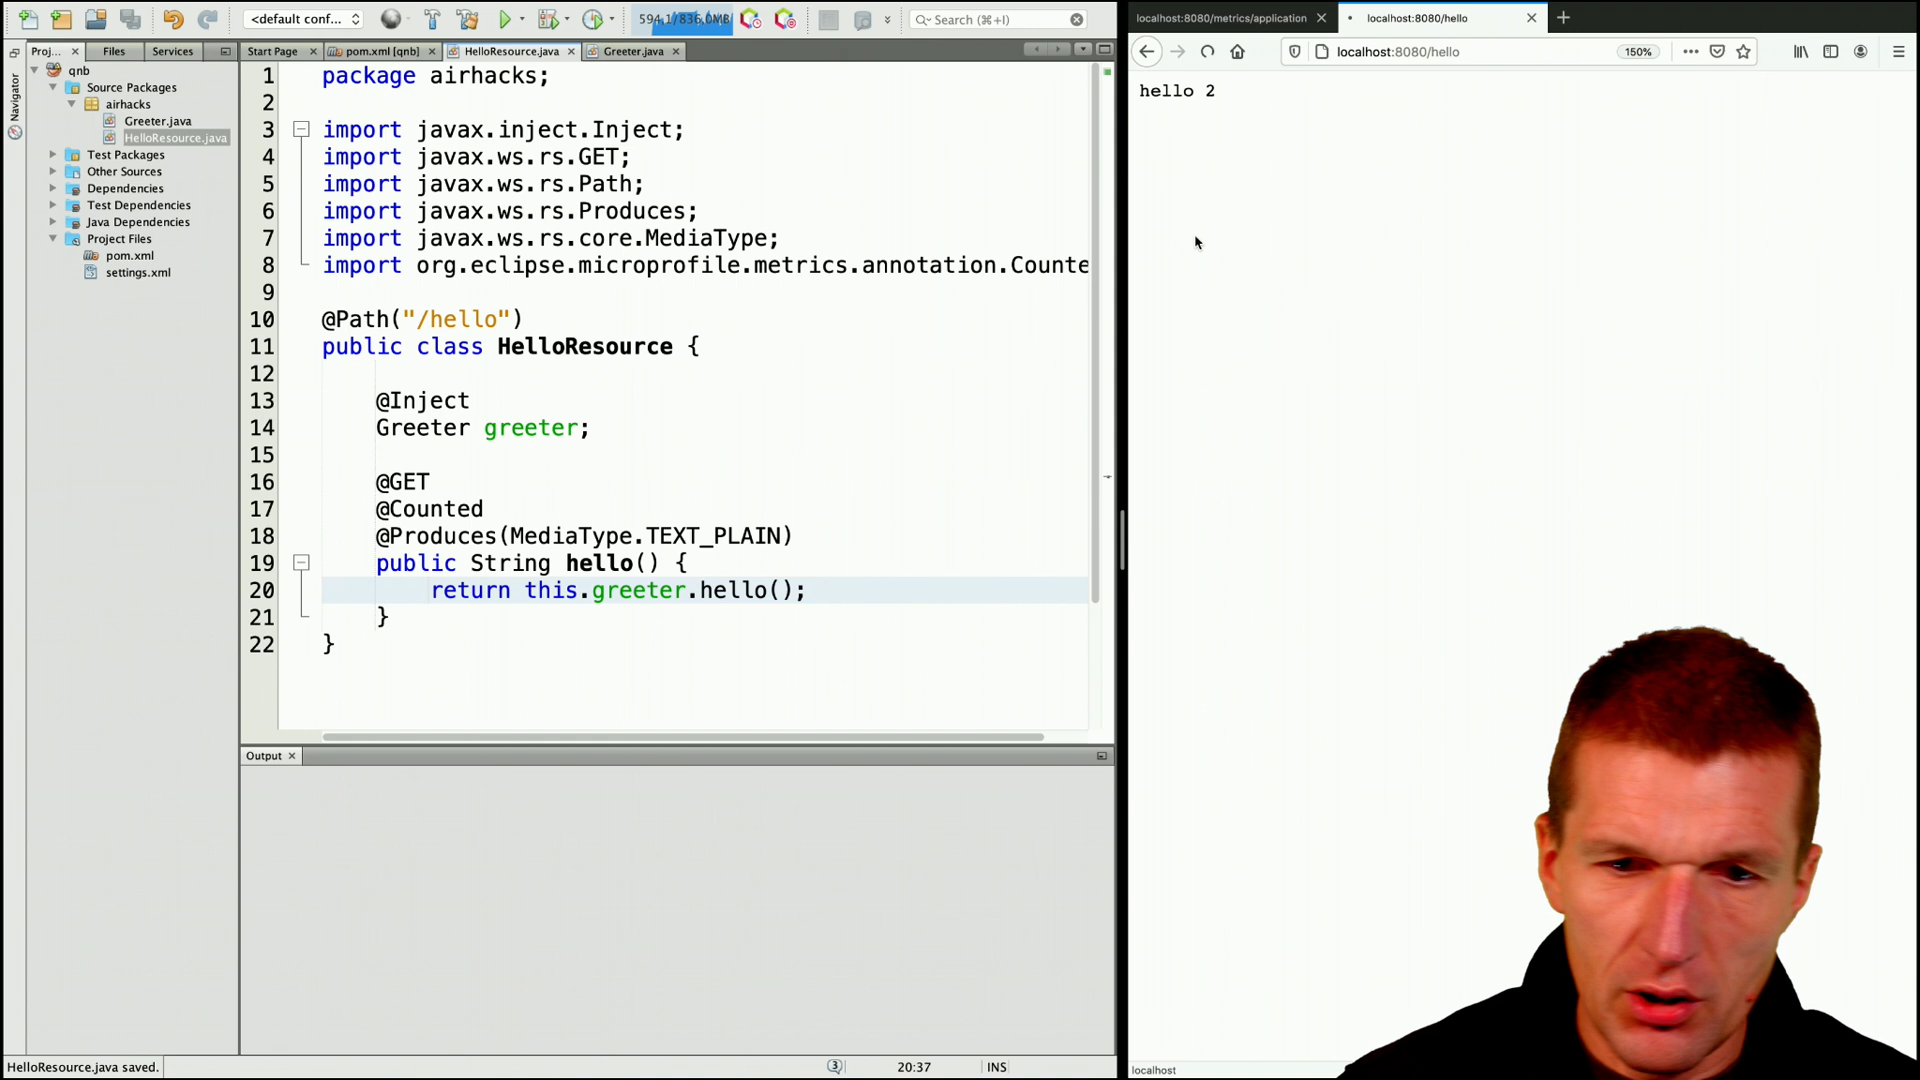 <default conf...
594,1/836,0MB
Search (⌘+I)
Proj...
Files
Services
Start Page
pom.xml [qnb]
HelloResource.java
Greeter.java
Navigator
qnb
Source Packages
airhacks
Greeter.java
HelloResource.java
Test Packages
Other Sources
Dependencies
Test Dependencies
Java Dependencies
Project Files
pom.xml
settings.xml
1 package airhacks;
2
3 import javax.inject.Inject;
4 import javax.ws.rs.GET;
5 import javax.ws.rs.Path;
6 import javax.ws.rs.Produces;
7 import javax.ws.rs.core.MediaType;
8 import org.eclipse.microprofile.metrics.annotation.Counte
9
10 @Path("/hello")
11 public class HelloResource {
12
13 @Inject
14 Greeter greeter;
15
16 @GET
17 @Counted
18 @Produces(MediaType.TEXT_PLAIN)
19 public String hello() {
20 return this.greeter.hello();
21 }
22 }
Output
HelloResource.java saved.
3
20:37
INS
localhost:8080/metrics/application
localhost:8080/hello
localhost:8080/hello
150%
hello 2
localhost